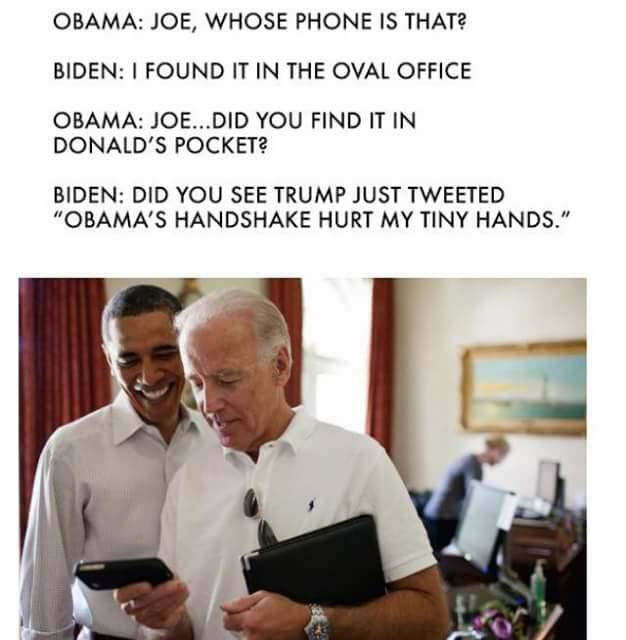 OBAMA: JOE, WHOSE PHONE IS THAT?
BIDEN: I FOUND IT IN THE OVAL OFFICE
OBAMA: JOE...DID YOU FIND IT IN
DONALD'S POCKET?
BIDEN: DID YOU SEE TRUMP JUST TWEETED
"OBAMA'S HANDSHAKE HURT MY TINY HANDS."